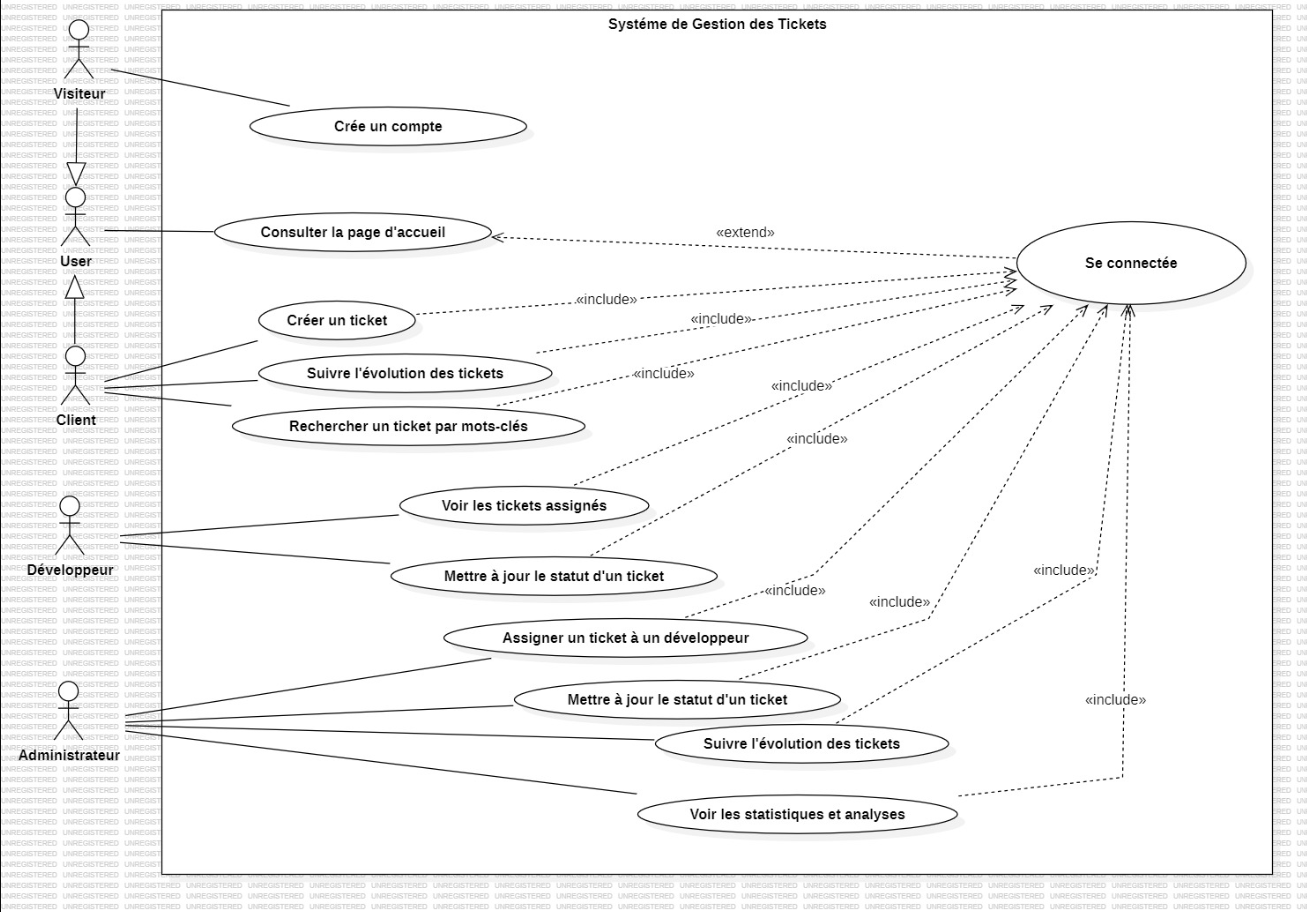 Systéme de Gestion des Tickets
Visiteur
Crée un compte
User
Consulter la page d'accueil
«extend»
Se connectée
Client
Créer un ticket
«include»
Suivre l'évolution des tickets
«include»
Rechercher un ticket par mots-clés
«include»
Développeur
Voir les tickets assignés
«include»
Mettre à jour le statut d'un ticket
«include»
Administrateur
Assigner un ticket à un développeur
«include»
Mettre à jour le statut d'un ticket
«include»
Suivre l'évolution des tickets
«include»
Voir les statistiques et analyses
«include»
UNREGISTERED